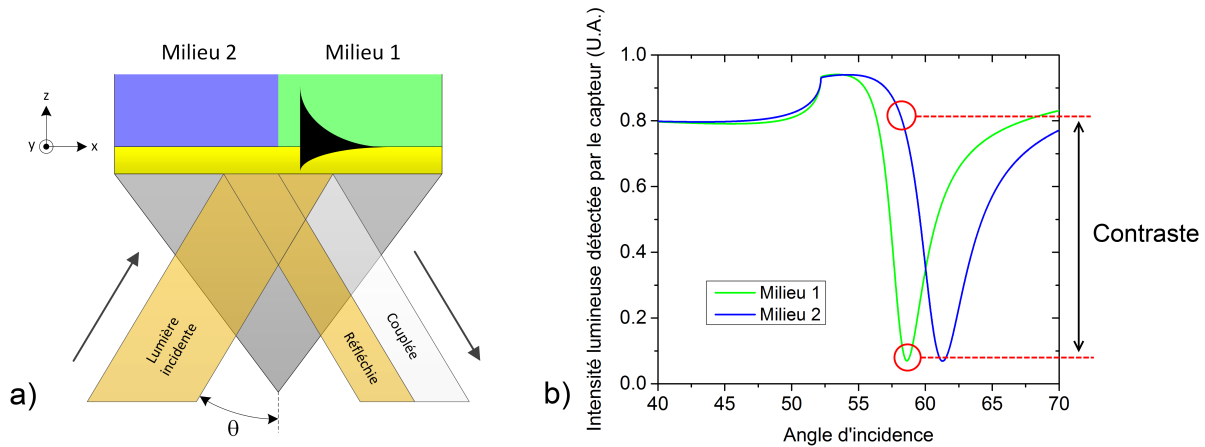 Milieu 2
Milieu 1
z
y
x
Lumière
incidente
Réfléchie
Couplée
θ
a)
Intensité lumineuse détectée par le capteur (U.A.)
1.0
0.8
0.6
0.4
0.2
0.0
40
45
50
55
60
65
70
Angle d'incidence
Milieu 1
Milieu 2
Contraste
b)